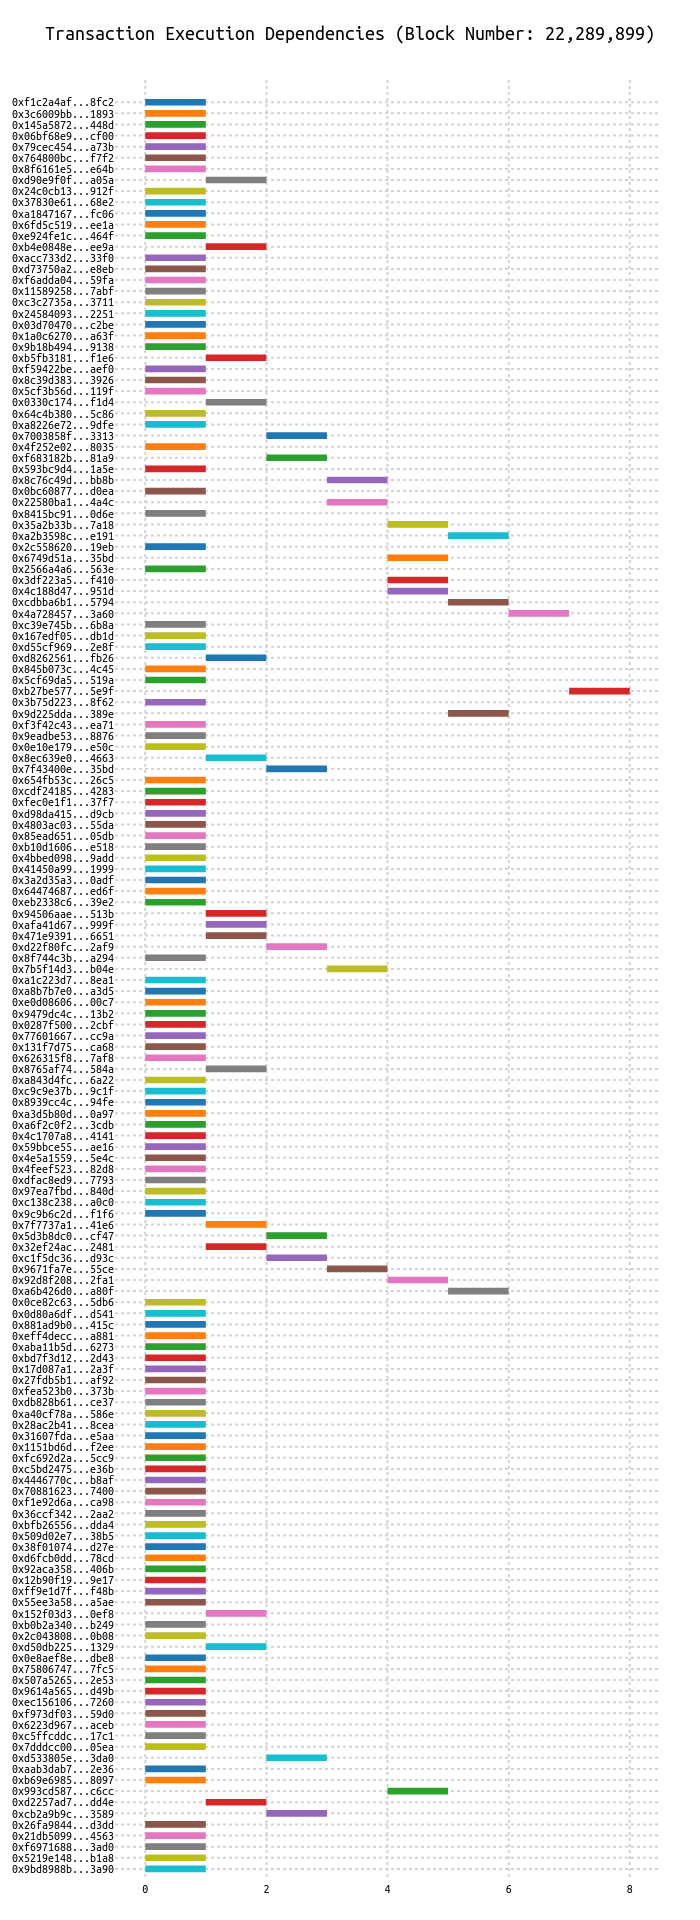 Transaction Execution Dependencies (Block Number: 22,289,899)
0xf1c2a4af...8fc2
0x3c6009bb...1893
0x145a5872...448d
0x06bf68e9...cf00
0x79cec454...a73b
0x764800bc...f7f2
0x8f6161e5...e64b
0xd90e9f0f...a05a
0x24c0cb13...912f
0x37830e61...68e2
0xa1847167...fc06
0x6fd5c519...ee1a
0xe924fe1c...464f
0xb4e0848e...ee9a
0xacc733d2...33f0
0xd73750a2...e8eb
0xf6adda04...59fa
0x11589258...7abf
0xc3c2735a...3711
0x24584093...2251
0x03d70470...c2be
0x1a0c6270...a63f
0x9b18b494...9138
0xb5fb3181...f1e6
0xf59422be...aef0
0x8c39d383...3926
0x5cf3b56d...119f
0x0330c174...f1d4
0x64c4b380...5c86
0xa8226e72...9dfe
0x7003858f...3313
0x4f252e02...8035
0xf683182b...81a9
0x593bc9d4...1a5e
0x8c76c49d...bb8b
0x0bc60877...d0ea
0x22580ba1...4a4c
0x8415bc91...0d6e
0x35a2b33b...7a18
0xa2b3598c...e191
0x2c558620...19eb
0x6749d51a...35bd
0x2566a4a6...563e
0x3df223a5...f410
0x4c188d47...951d
0xcdbba6b1...5794
0x4a728457...3a60
0xc39e745b...6b8a
0x167edf05...db1d
0xd55cf969...2e8f
0xd8262561...fb26
0x845b073c...4c45
0x5cf69da5...519a
0xb27be577...5e9f
0x3b75d223...8f62
0x9d225dda...389e
0xf3f42c43...ea71
0x9eadbe53...8876
0x0e10e179...e50c
0x8ec639e0...4663
0x7f43400e...35bd
0x654fb53c...26c5
0xcdf24185...4283
0xfec0e1f1...37f7
0xd98da415...d9cb
0x4803ac03...55da
0x85ead651...05db
0xb10d1606...e518
0x4bbed098...9add
0x41450a99...1999
0x3a2d35a3...0adf
0x64474687...ed6f
0xeb2338c6...39e2
0x94506aae...513b
0xafa41d67...999f
0x471e9391...6651
0xd22f80fc...2af9
0x8f744c3b...a294
0x7b5f14d3...b04e
0xa1c223d7...8ea1
0xa8b7b7e0...a3d5
0xe0d08606...00c7
0x9479dc4c...13b2
0x0287f500...2cbf
0x77601667...cc9a
0x131f7d75...ca68
0x626315f8...7af8
0x8765af74...584a
0xa843d4fc...6a22
0xc9c9e37b...9c1f
0x8939cc4c...94fe
0xa3d5b80d...0a97
0xa6f2c0f2...3cdb
0x4c1707a8...4141
0x59bbce55...ae16
0x4e5a1559...5e4c
0x4feef523...82d8
0xdfac8ed9...7793
0x97ea7fbd...840d
0xc138c238...a0c0
0x9c9b6c2d...f1f6
0x7f7737a1...41e6
0x5d3b8dc0...cf47
0x32ef24ac...2481
0xc1f5dc36...d93c
0x9671fa7e...55ce
0x92d8f208...2fa1
0xa6b426d0...a80f
0x0ce82c63...5db6
0x0d80a6df...d541
0x881ad9b0...415c
0xeff4decc...a881
0xaba11b5d...6273
0xbd7f3d12...2d43
0x17d087a1...2a3f
0x27fdb5b1...af92
0xfea523b0...373b
0xdb828b61...ce37
0xa40cf78a...586e
0x28ac2b41...8cea
0x31607fda...e5aa
0x1151bd6d...f2ee
0xfc692d2a...5cc9
0xc5bd2475...e36b
0x4446770c...b8af
0x70881623...7400
0xf1e92d6a...ca98
0x36ccf342...2aa2
0xbfb26556...dda4
0x509d02e7...38b5
0x38f01074...d27e
0xd6fcb0dd...78cd
0x92aca358...406b
0x12b90f19...9e17
0xff9e1d7f...f48b
0x55ee3a58...a5ae
0x152f03d3...0ef8
0xb0b2a340...b249
0x2c043808...0b08
0xd50db225...1329
0x0e8aef8e...dbe8
0x75806747...7fc5
0x507a5265...2e53
0x9614a565...d49b
0xec156106...7260
0xf973df03...59d0
0x6223d967...aceb
0xc5ffcddc...17c1
0x7dddcc00...05ea
0xd533805e...3da0
0xaab3dab7...2e36
0xb69e6985...8097
0x993cd587...c6cc
0xd2257ad7...dd4e
0xcb2a9b9c...3589
0x26fa9844...d3dd
0x21db5099...4563
0xf6971688...3ad0
0x5219e148...b1a8
0x9bd8988b...3a90
0 2 4 6 8